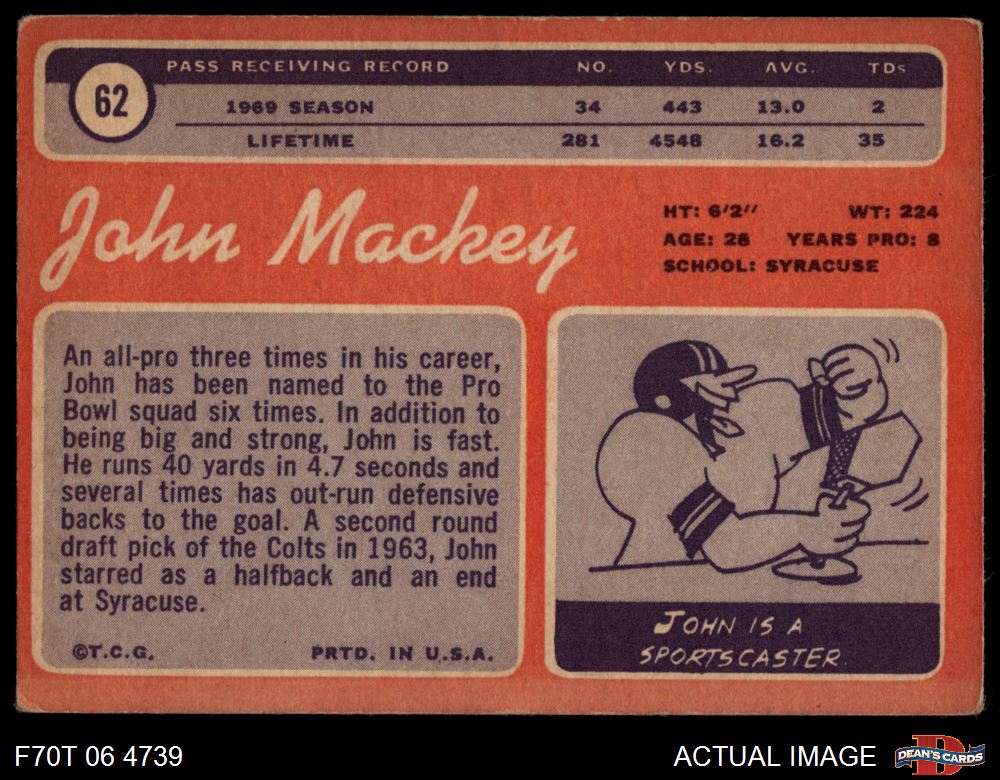 PASS RECEIVING RECORD NO. YDS. AVG. TDS
62
1969 SEASON 34 443 13.0 2
LIFETIME 281 4548 16.2 35
John Mackey
HT: 6'2" WT: 224
AGE: 28 YEARS PRO: 8
SCHOOL: SYRACUSE
An all-pro three times in his career,
John has been named to the Pro
Bowl squad six times. In addition to
being big and strong, John is fast.
He runs 40 yards in 4.7 seconds and
several times has out-run defensive
backs to the goal. A second round
draft pick of the Colts in 1963, John
starred as a halfback and an end
at Syracuse.
©T.C.G. PRTD. IN U.S.A.
JOHN IS A
SPORTSCASTER
F70T 06 4739 ACTUAL IMAGE
D
DEAN'S CARDS